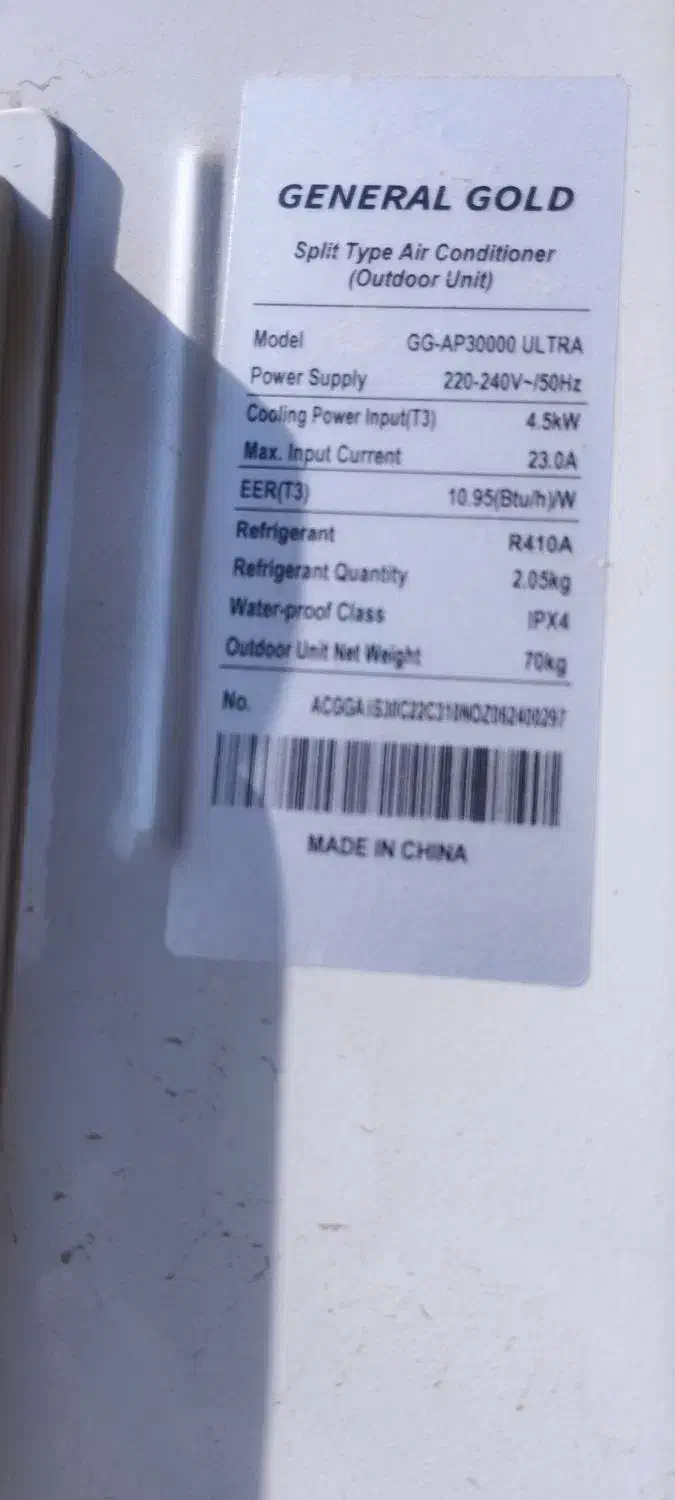 GENERAL GOLD
Split Type Air Conditioner
(Outdoor Unit)
Model GG-AP30000 ULTRA
Power Supply 220-240V~/50Hz
Cooling Power Input(T3) 4.5kW
Max. Input Current 23.0A
EER(T3) 10.95(Btu/h)/W
Refrigerant R410A
Refrigerant Quantity 2.05kg
Water-proof Class IPX4
Outdoor Unit Net Weight 70kg
No.
MADE IN CHINA